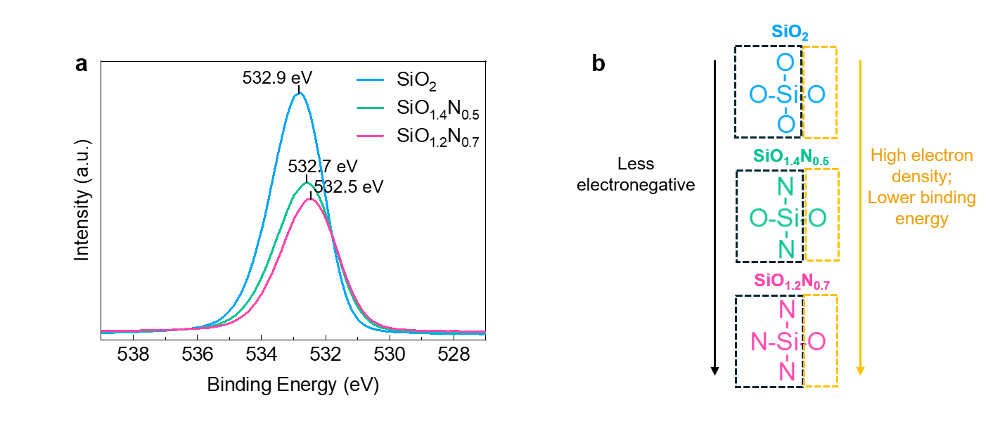 a
532.9 eV
SiO2
SiO1.4N0.5
SiO1.2N0.7
532.7 eV
532.5 eV
Intensity (a.u.)
538 536 534 532 530 528
Binding Energy (eV)
b
SiO2
O
O-Si-O
O
SiO1.4N0.5
N
O-Si-O
N
SiO1.2N0.7
N
N-Si-O
N
Less
electronegative
High electron
density;
Lower binding
energy